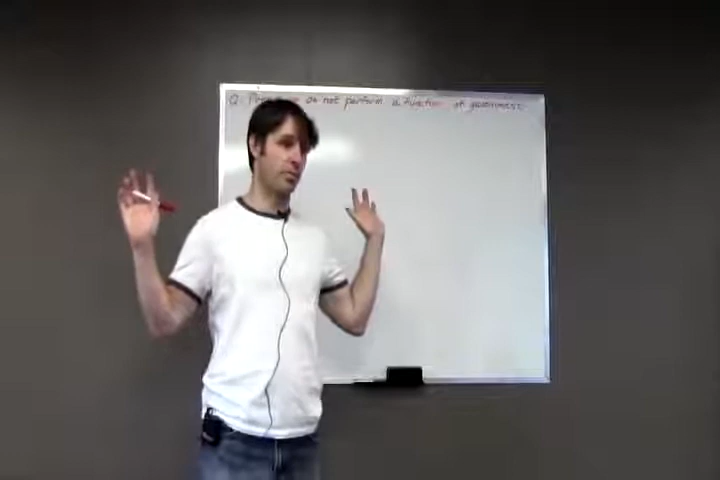 Q. do not perform a function of government.